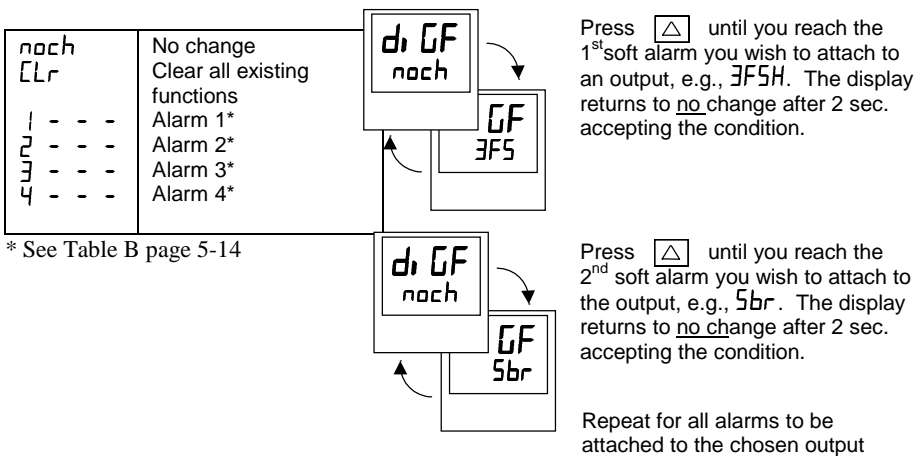 noch No change
CLr Clear all existing
functions
1 - - - Alarm 1*
2 - - - Alarm 2*
3 - - - Alarm 3*
4 - - - Alarm 4*
* See Table B page 5-14
di GF
noch
GF
3FS
Press △ until you reach the
1st soft alarm you wish to attach to
an output, e.g., 3FSH. The display
returns to no change after 2 sec.
accepting the condition.
di GF
noch
GF
Sbr
Press △ until you reach the
2nd soft alarm you wish to attach to
the output, e.g., Sbr. The display
returns to no change after 2 sec.
accepting the condition.
Repeat for all alarms to be
attached to the chosen output